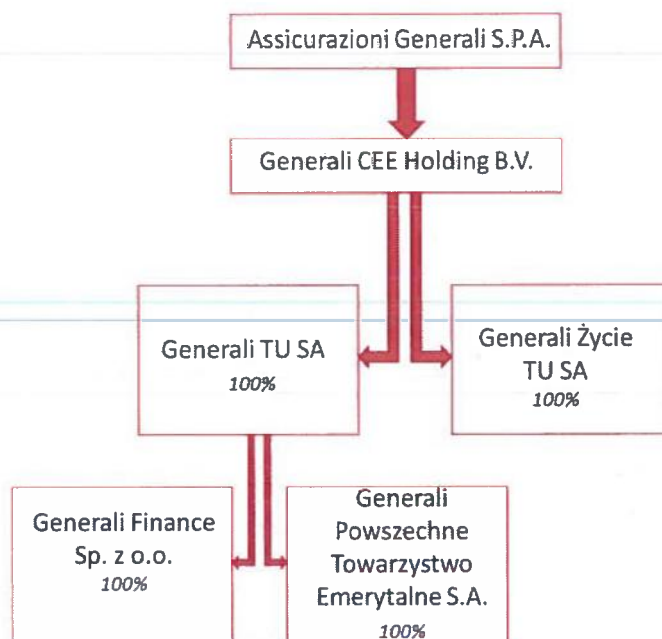 Assicurazioni Generali S.P.A.
Generali CEE Holding B.V.
Generali TU SA
100%
Generali Życie
TU SA
100%
Generali Finance
Sp. z o.o.
100%
Generali
Powszechne
Towarzystwo
Emerytalne S.A.
100%